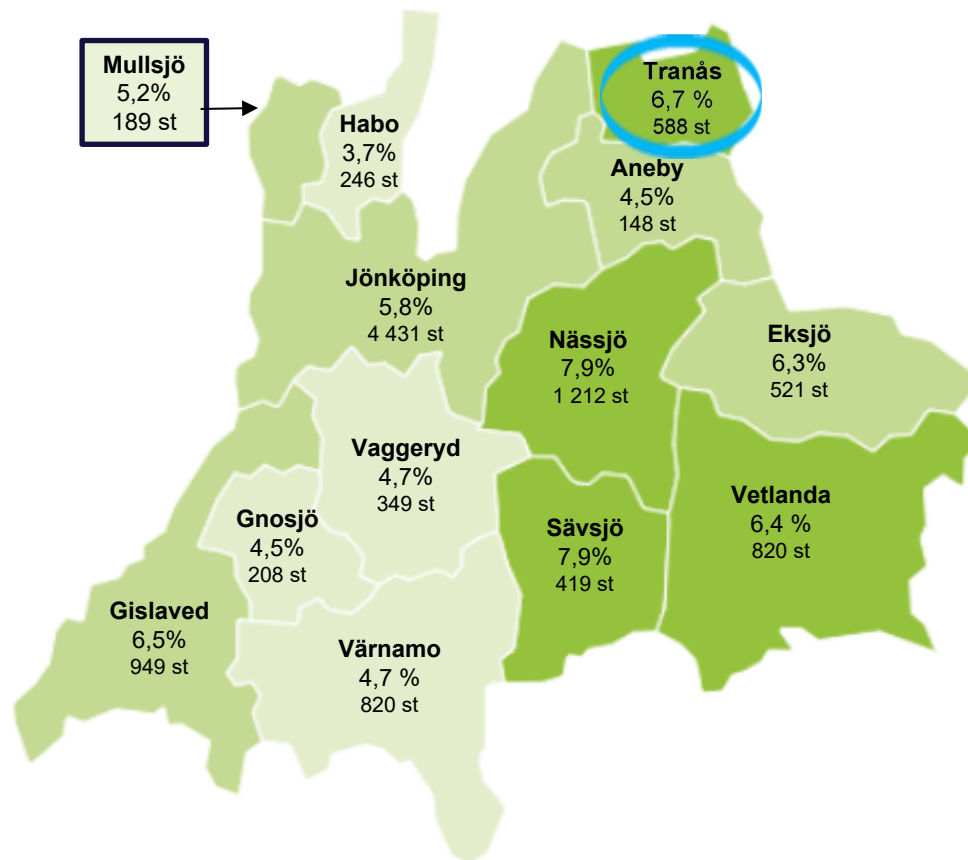 Mullsjö
5,2%
189 st
Habo
3,7%
246 st
Tranås
6,7 %
588 st
Aneby
4,5%
148 st
Jönköping
5,8%
4 431 st
Nässjö
7,9%
1 212 st
Eksjö
6,3%
521 st
Vaggeryd
4,7%
349 st
Gnosjö
4,5%
208 st
Sävsjö
7,9%
419 st
Vetlanda
6,4 %
820 st
Gislaved
6,5%
949 st
Värnamo
4,7 %
820 st